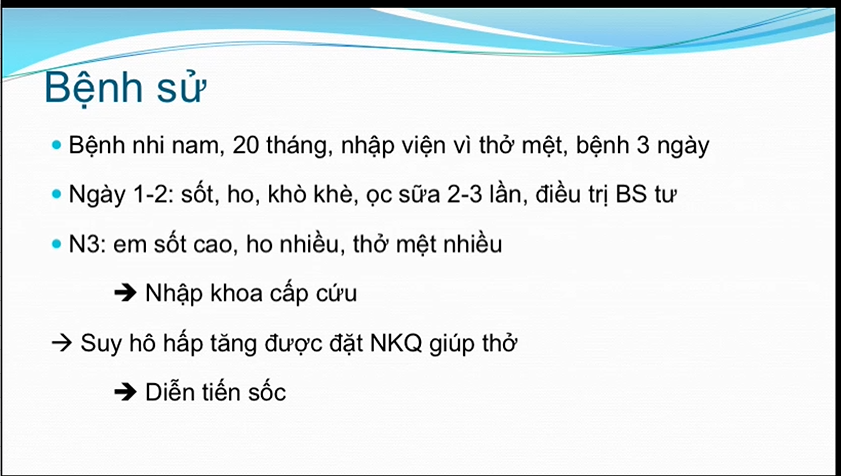 Bệnh sử
• Bệnh nhi nam, 20 tháng, nhập viện vì thở mệt, bệnh 3 ngày
• Ngày 1-2: sốt, ho, khò khè, ọc sữa 2-3 lần, điều trị BS tư
• N3: em sốt cao, ho nhiều, thở mệt nhiều
➔ Nhập khoa cấp cứu
→ Suy hô hấp tăng được đặt NKQ giúp thở
➔ Diễn tiến sốc